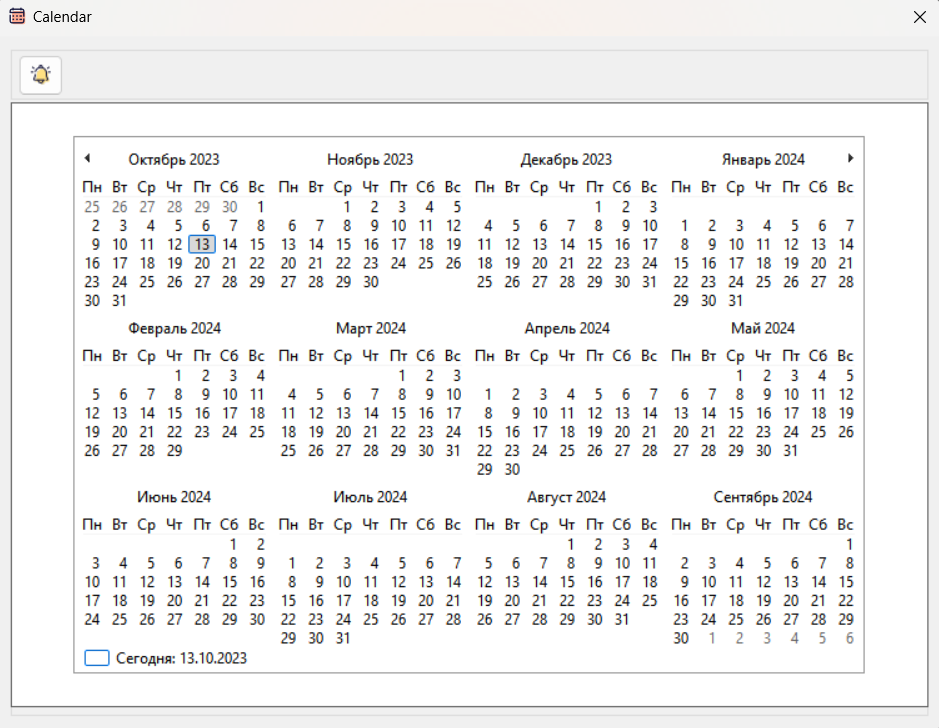 Calendar
Октябрь 2023 Ноябрь 2023 Декабрь 2023 Январь 2024
Пн Вт Ср Чт Пт Сб Вс Пн Вт Ср Чт Пт Сб Вс Пн Вт Ср Чт Пт Сб Вс Пн Вт Ср Чт Пт Сб Вс
25 26 27 28 29 30 1 1 2 3 4 5 1 2 3
2 3 4 5 6 7 8 6 7 8 9 10 11 12 4 5 6 7 8 9 10 1 2 3 4 5 6 7
9 10 11 12 13 14 15 13 14 15 16 17 18 19 11 12 13 14 15 16 17 8 9 10 11 12 13 14
16 17 18 19 20 21 22 20 21 22 23 24 25 26 18 19 20 21 22 23 24 15 16 17 18 19 20 21
23 24 25 26 27 28 29 27 28 29 30 25 26 27 28 29 30 31 22 23 24 25 26 27 28
30 31 29 30 31
Февраль 2024 Март 2024 Апрель 2024 Май 2024
Пн Вт Ср Чт Пт Сб Вс Пн Вт Ср Чт Пт Сб Вс Пн Вт Ср Чт Пт Сб Вс Пн Вт Ср Чт Пт Сб Вс
1 2 3 4 1 2 3 1 2 3 4 5
5 6 7 8 9 10 11 4 5 6 7 8 9 10 1 2 3 4 5 6 7 6 7 8 9 10 11 12
12 13 14 15 16 17 18 11 12 13 14 15 16 17 8 9 10 11 12 13 14 13 14 15 16 17 18 19
19 20 21 22 23 24 25 18 19 20 21 22 23 24 15 16 17 18 19 20 21 20 21 22 23 24 25 26
26 27 28 29 25 26 27 28 29 30 31 22 23 24 25 26 27 28 27 28 29 30 31
29 30
Июнь 2024 Июль 2024 Август 2024 Сентябрь 2024
Пн Вт Ср Чт Пт Сб Вс Пн Вт Ср Чт Пт Сб Вс Пн Вт Ср Чт Пт Сб Вс Пн Вт Ср Чт Пт Сб Вс
1 2 1 2 3 4 1
3 4 5 6 7 8 9 1 2 3 4 5 6 7 5 6 7 8 9 10 11 2 3 4 5 6 7 8
10 11 12 13 14 15 16 8 9 10 11 12 13 14 12 13 14 15 16 17 18 9 10 11 12 13 14 15
17 18 19 20 21 22 23 15 16 17 18 19 20 21 19 20 21 22 23 24 25 16 17 18 19 20 21 22
24 25 26 27 28 29 30 22 23 24 25 26 27 28 26 27 28 29 30 31 23 24 25 26 27 28 29
29 30 31 30 1 2 3 4 5 6
Сегодня: 13.10.2023